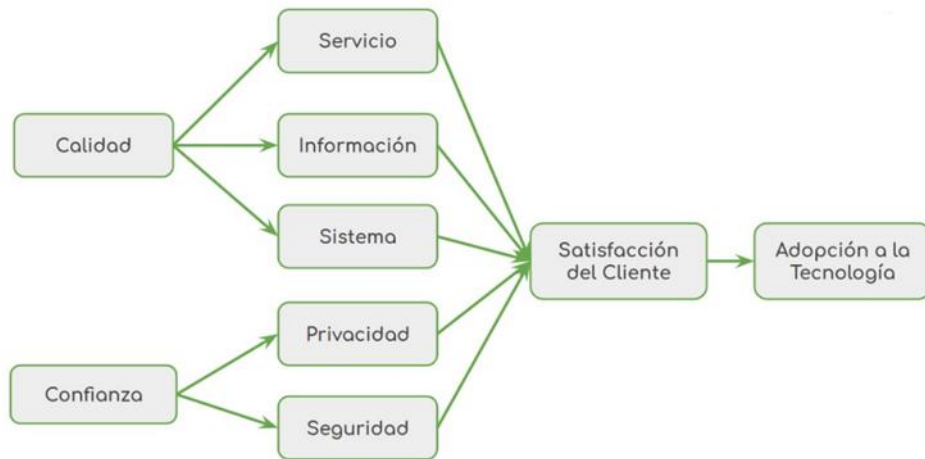 Servicio
Calidad
Información
Sistema
Satisfacción
del Cliente
Adopción a la
Tecnología
Privacidad
Confianza
Seguridad